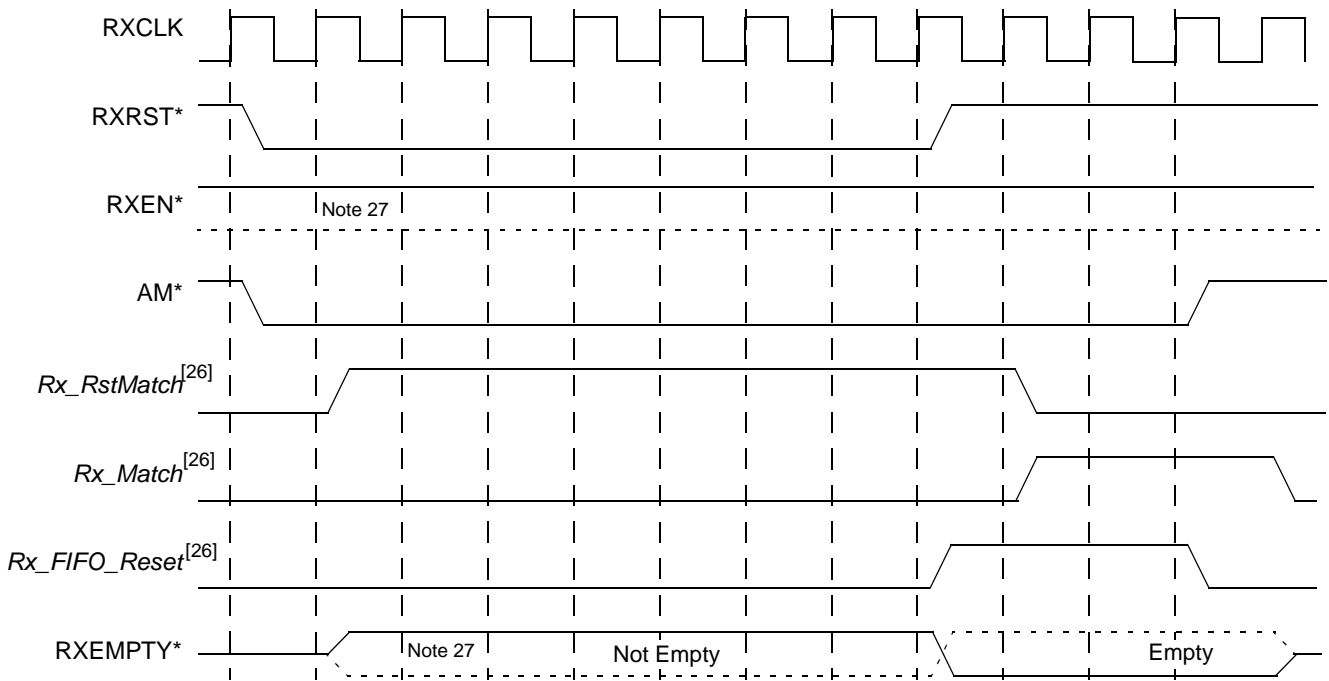 RXCLK
RXRST*
RXEN*
Note 27
AM*
Rx_RstMatch[26]
Rx_Match[26]
Rx_FIFO_Reset[26]
RXEMPTY*
Note 27
Not Empty
Empty